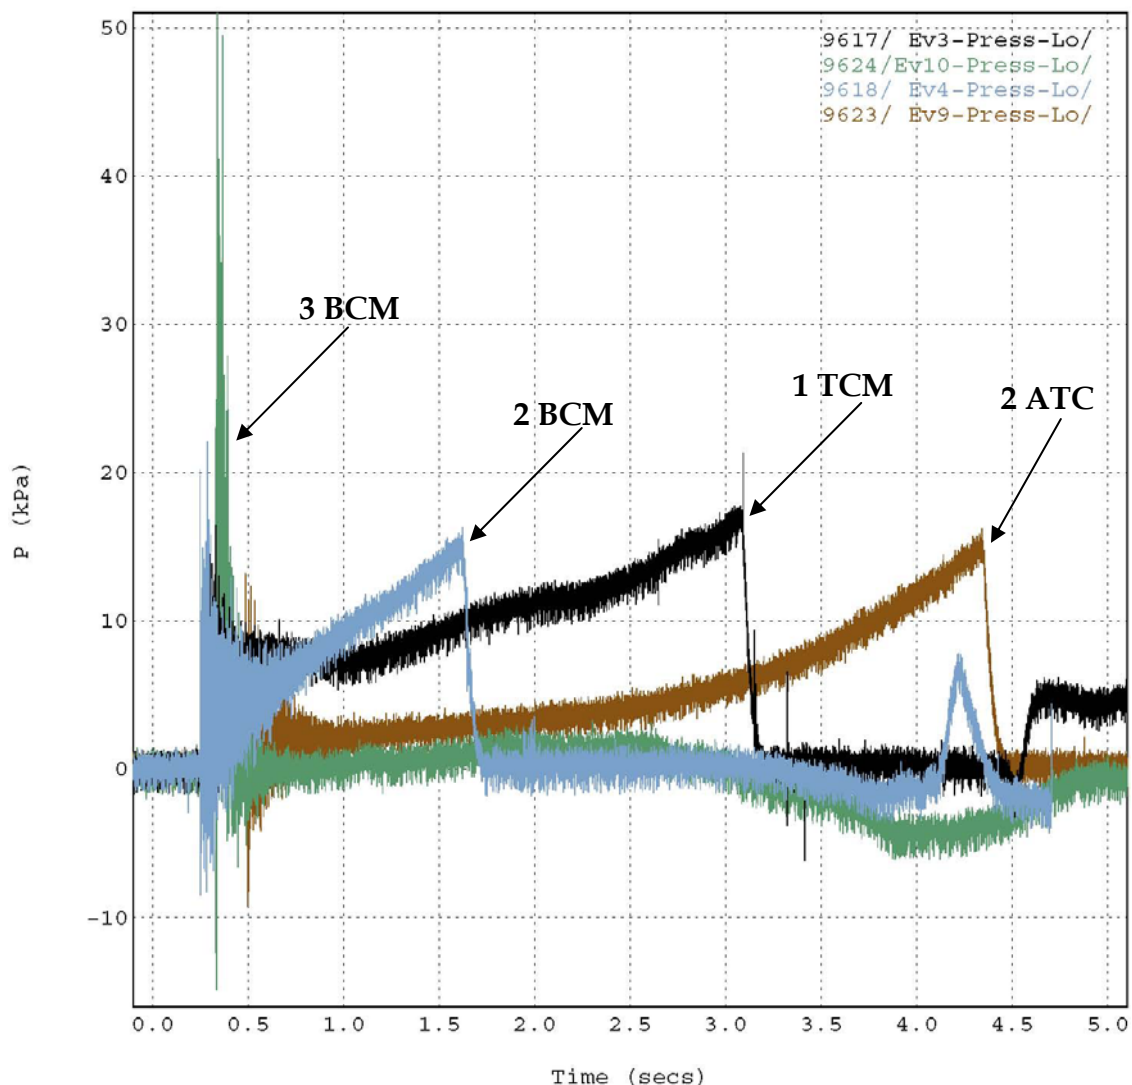 50
9617/ Ev3-Press-Lo/
9624/Ev10-Press-Lo/
9618/ Ev4-Press-Lo/
9623/ Ev9-Press-Lo/
40
30
3 BCM
1 TCM
2 ATC
2 BCM
20
P (kPa)
10
0
-10
0.0 0.5 1.0 1.5 2.0 2.5 3.0 3.5 4.0 4.5 5.0
Time (secs)